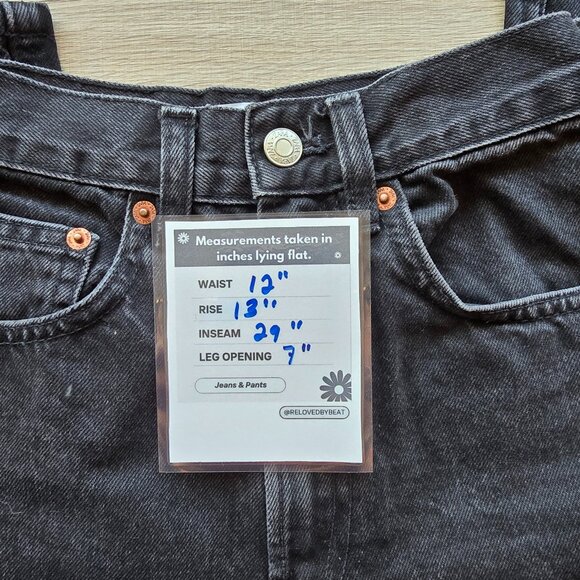 Measurements taken in
inches lying flat.
WAIST 12"
RISE 13"
INSEAM 29"
LEG OPENING 7"
Jeans & Pants
@RELOVEDBYBEAT